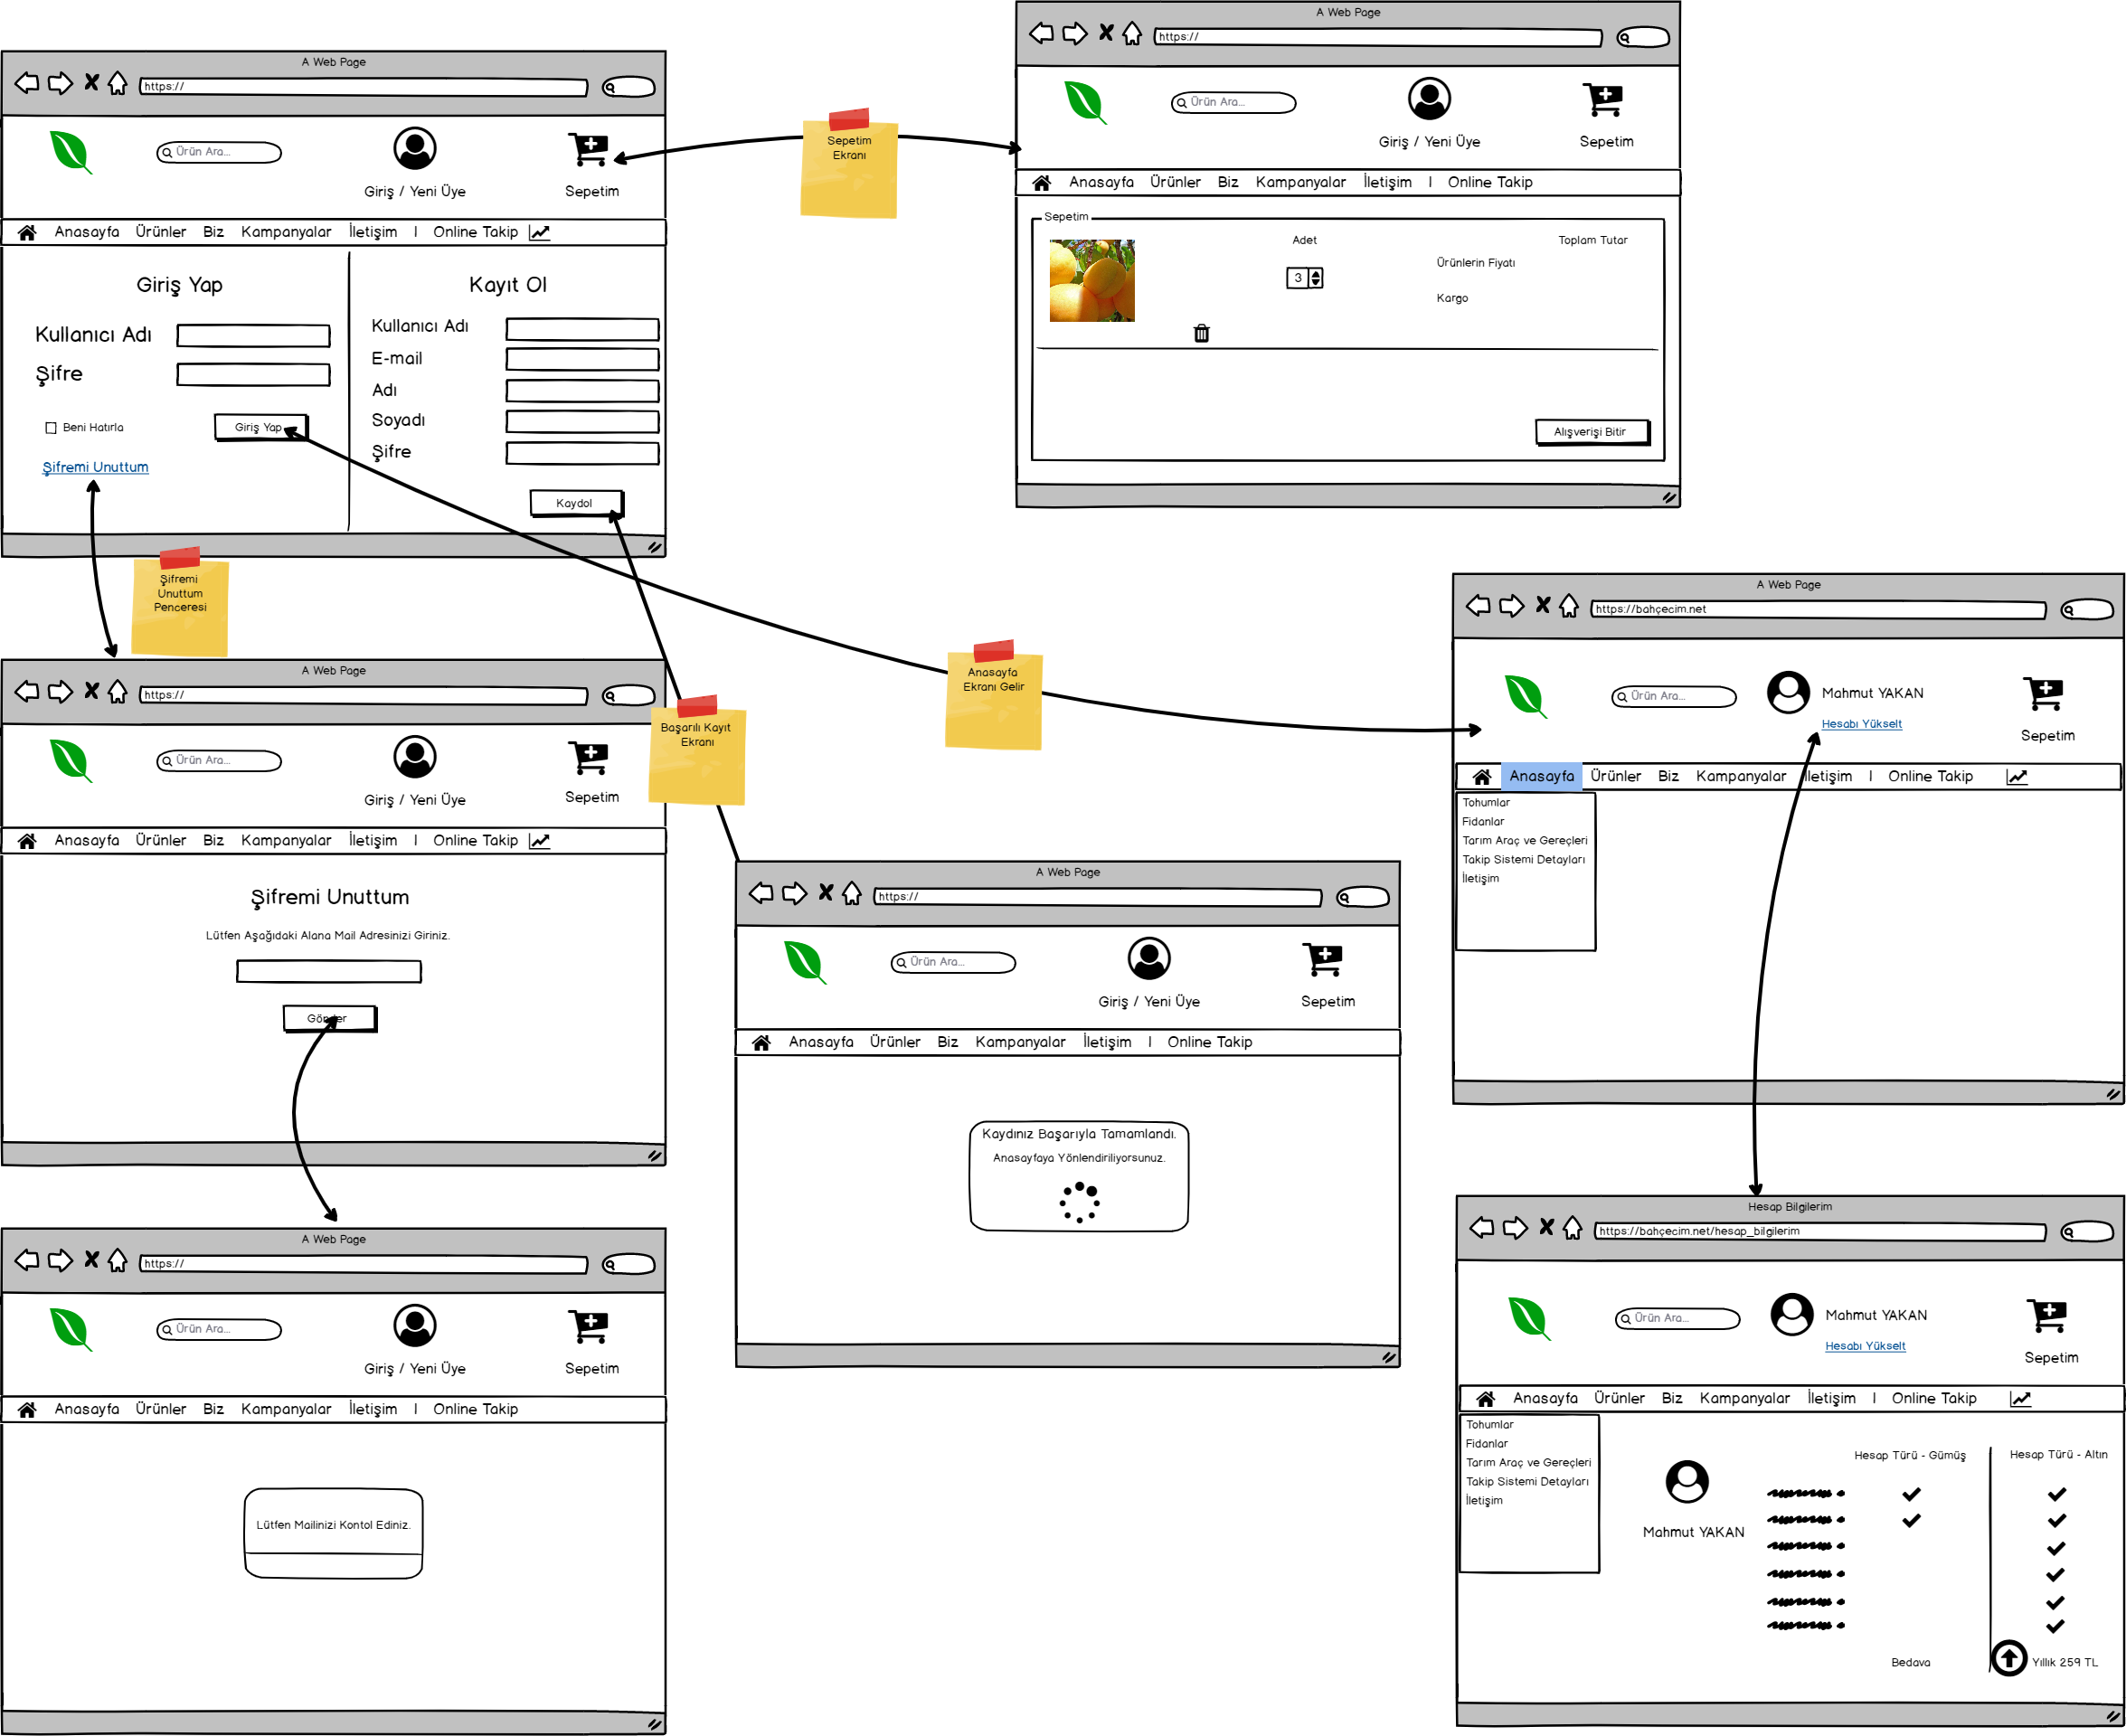 A Web Page
https://
Ürün Ara...
Giriş / Yeni Üye
Sepetim
Anasayfa Ürünler Biz Kampanyalar İletişim | Online Takip
Giriş Yap
Kullanıcı Adı
Şifre
Beni Hatırla
Giriş Yap
Şifremi Unuttum
Kayıt Ol
Kullanıcı Adı
E-mail
Adı
Soyadı
Şifre
Kaydol
Sepetim
Ekranı
A Web Page
https://
Ürün Ara...
Giriş / Yeni Üye
Sepetim
Anasayfa Ürünler Biz Kampanyalar İletişim | Online Takip
Sepetim
Adet
Toplam Tutar
3
Ürünlerin Fiyatı
Kargo
Alışverişi Bitir
Şifremi
Unuttum
Penceresi
A Web Page
https://
Ürün Ara...
Giriş / Yeni Üye
Sepetim
Anasayfa Ürünler Biz Kampanyalar İletişim | Online Takip
Şifremi Unuttum
Lütfen Aşağıdaki Alana Mail Adresinizi Giriniz.
Gönder
Başarılı Kayıt
Ekranı
Anasayfa
Ekranı Gelir
A Web Page
https://bahçecim.net
Ürün Ara...
Mahmut YAKAN
Hesabı Yükselt
Sepetim
Anasayfa Ürünler Biz Kampanyalar İletişim | Online Takip
Tohumlar
Fidanlar
Tarım Araç ve Gereçleri
Takip Sistemi Detayları
İletişim
A Web Page
https://
Ürün Ara...
Giriş / Yeni Üye
Sepetim
Anasayfa Ürünler Biz Kampanyalar İletişim | Online Takip
Kaydınız Başarıyla Tamamlandı.
Anasayfaya Yönlendiriliyorsunuz.
A Web Page
https://
Ürün Ara...
Giriş / Yeni Üye
Sepetim
Anasayfa Ürünler Biz Kampanyalar İletişim | Online Takip
Lütfen Mailinizi Kontol Ediniz.
Hesap Bilgilerim
https://bahçecim.net/hesap_bilgilerim
Ürün Ara...
Mahmut YAKAN
Hesabı Yükselt
Sepetim
Anasayfa Ürünler Biz Kampanyalar İletişim | Online Takip
Tohumlar
Fidanlar
Tarım Araç ve Gereçleri
Takip Sistemi Detayları
İletişim
Mahmut YAKAN
Hesap Türü - Gümüş
Hesap Türü - Altın
Bedava
Yıllık 259 TL